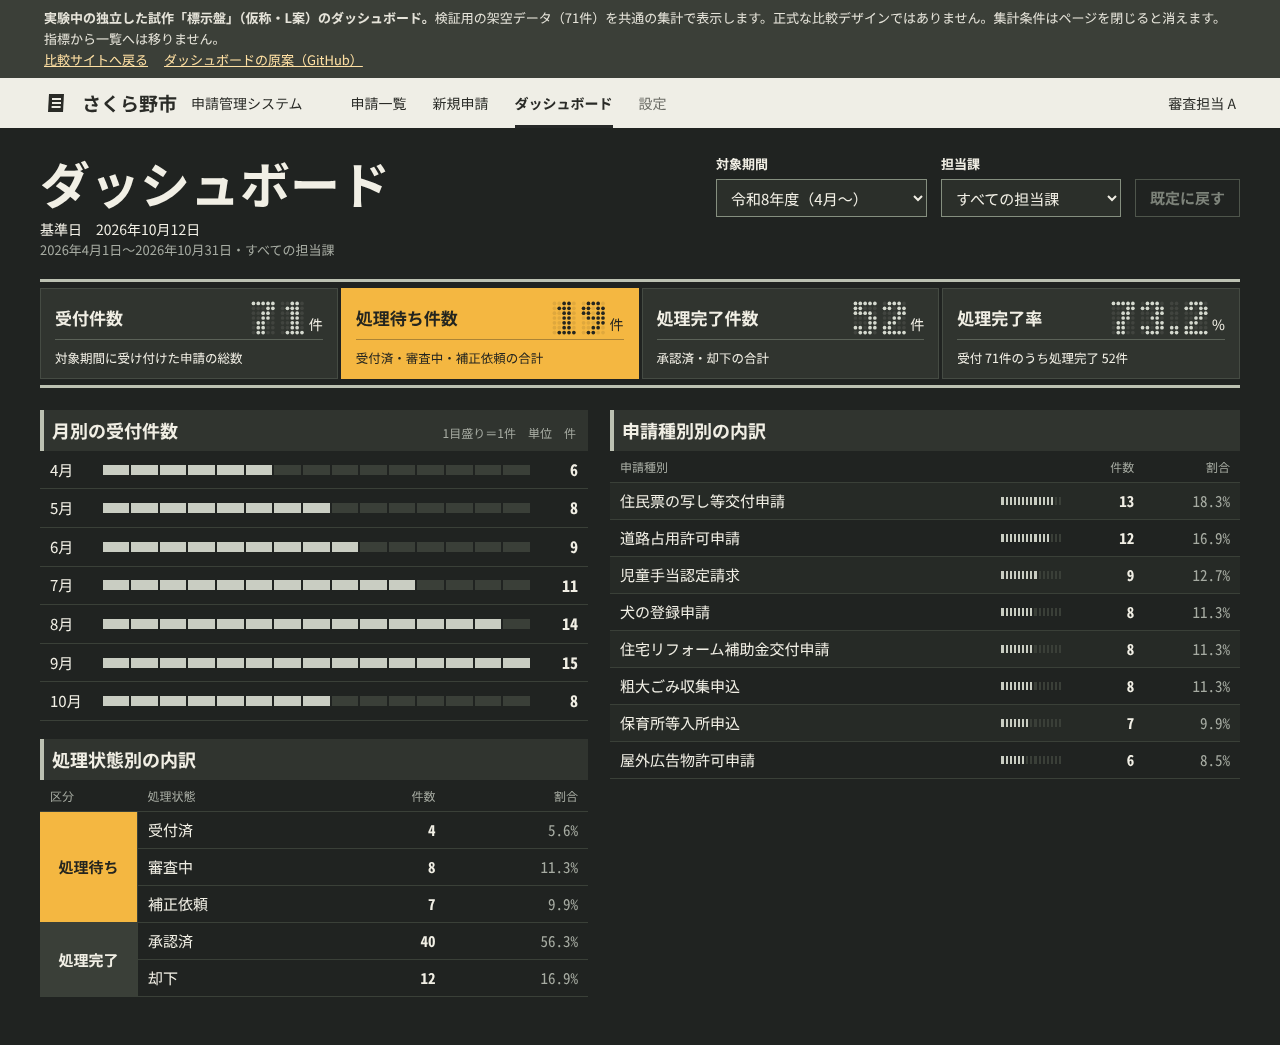 実験中の独立した試作「標示盤」（仮称・L案）のダッシュボード。検証用の架空データ（71件）を共通の集計で表示します。正式な比較デザインではありません。集計条件はページを閉じると消えます。
指標から一覧へは移りません。
比較サイトへ戻る ダッシュボードの原案（GitHub）
さくら野市 申請管理システム 申請一覧 新規申請 ダッシュボード 設定 審査担当 A
ダッシュボード
対象期間 担当課
令和8年度（4月〜） すべての担当課 既定に戻す
基準日 2026年10月12日
2026年4月1日〜2026年10月31日・すべての担当課
受付件数 71 件
対象期間に受け付けた申請の総数
処理待ち件数 19 件
受付済・審査中・補正依頼の合計
処理完了件数 52 件
承認済・却下の合計
処理完了率 73.2 %
受付 71件のうち処理完了 52件
月別の受付件数 1目盛り＝1件 単位 件
4月 6
5月 8
6月 9
7月 11
8月 14
9月 15
10月 8
処理状態別の内訳
区分 処理状態 件数 割合
処理待ち
受付済 4 5.6%
審査中 8 11.3%
補正依頼 7 9.9%
処理完了
承認済 40 56.3%
却下 12 16.9%
申請種別別の内訳
申請種別 件数 割合
住民票の写し等交付申請 13 18.3%
道路占用許可申請 12 16.9%
児童手当認定請求 9 12.7%
犬の登録申請 8 11.3%
住宅リフォーム補助金交付申請 8 11.3%
粗大ごみ収集申込 8 11.3%
保育所等入所申込 7 9.9%
屋外広告物許可申請 6 8.5%